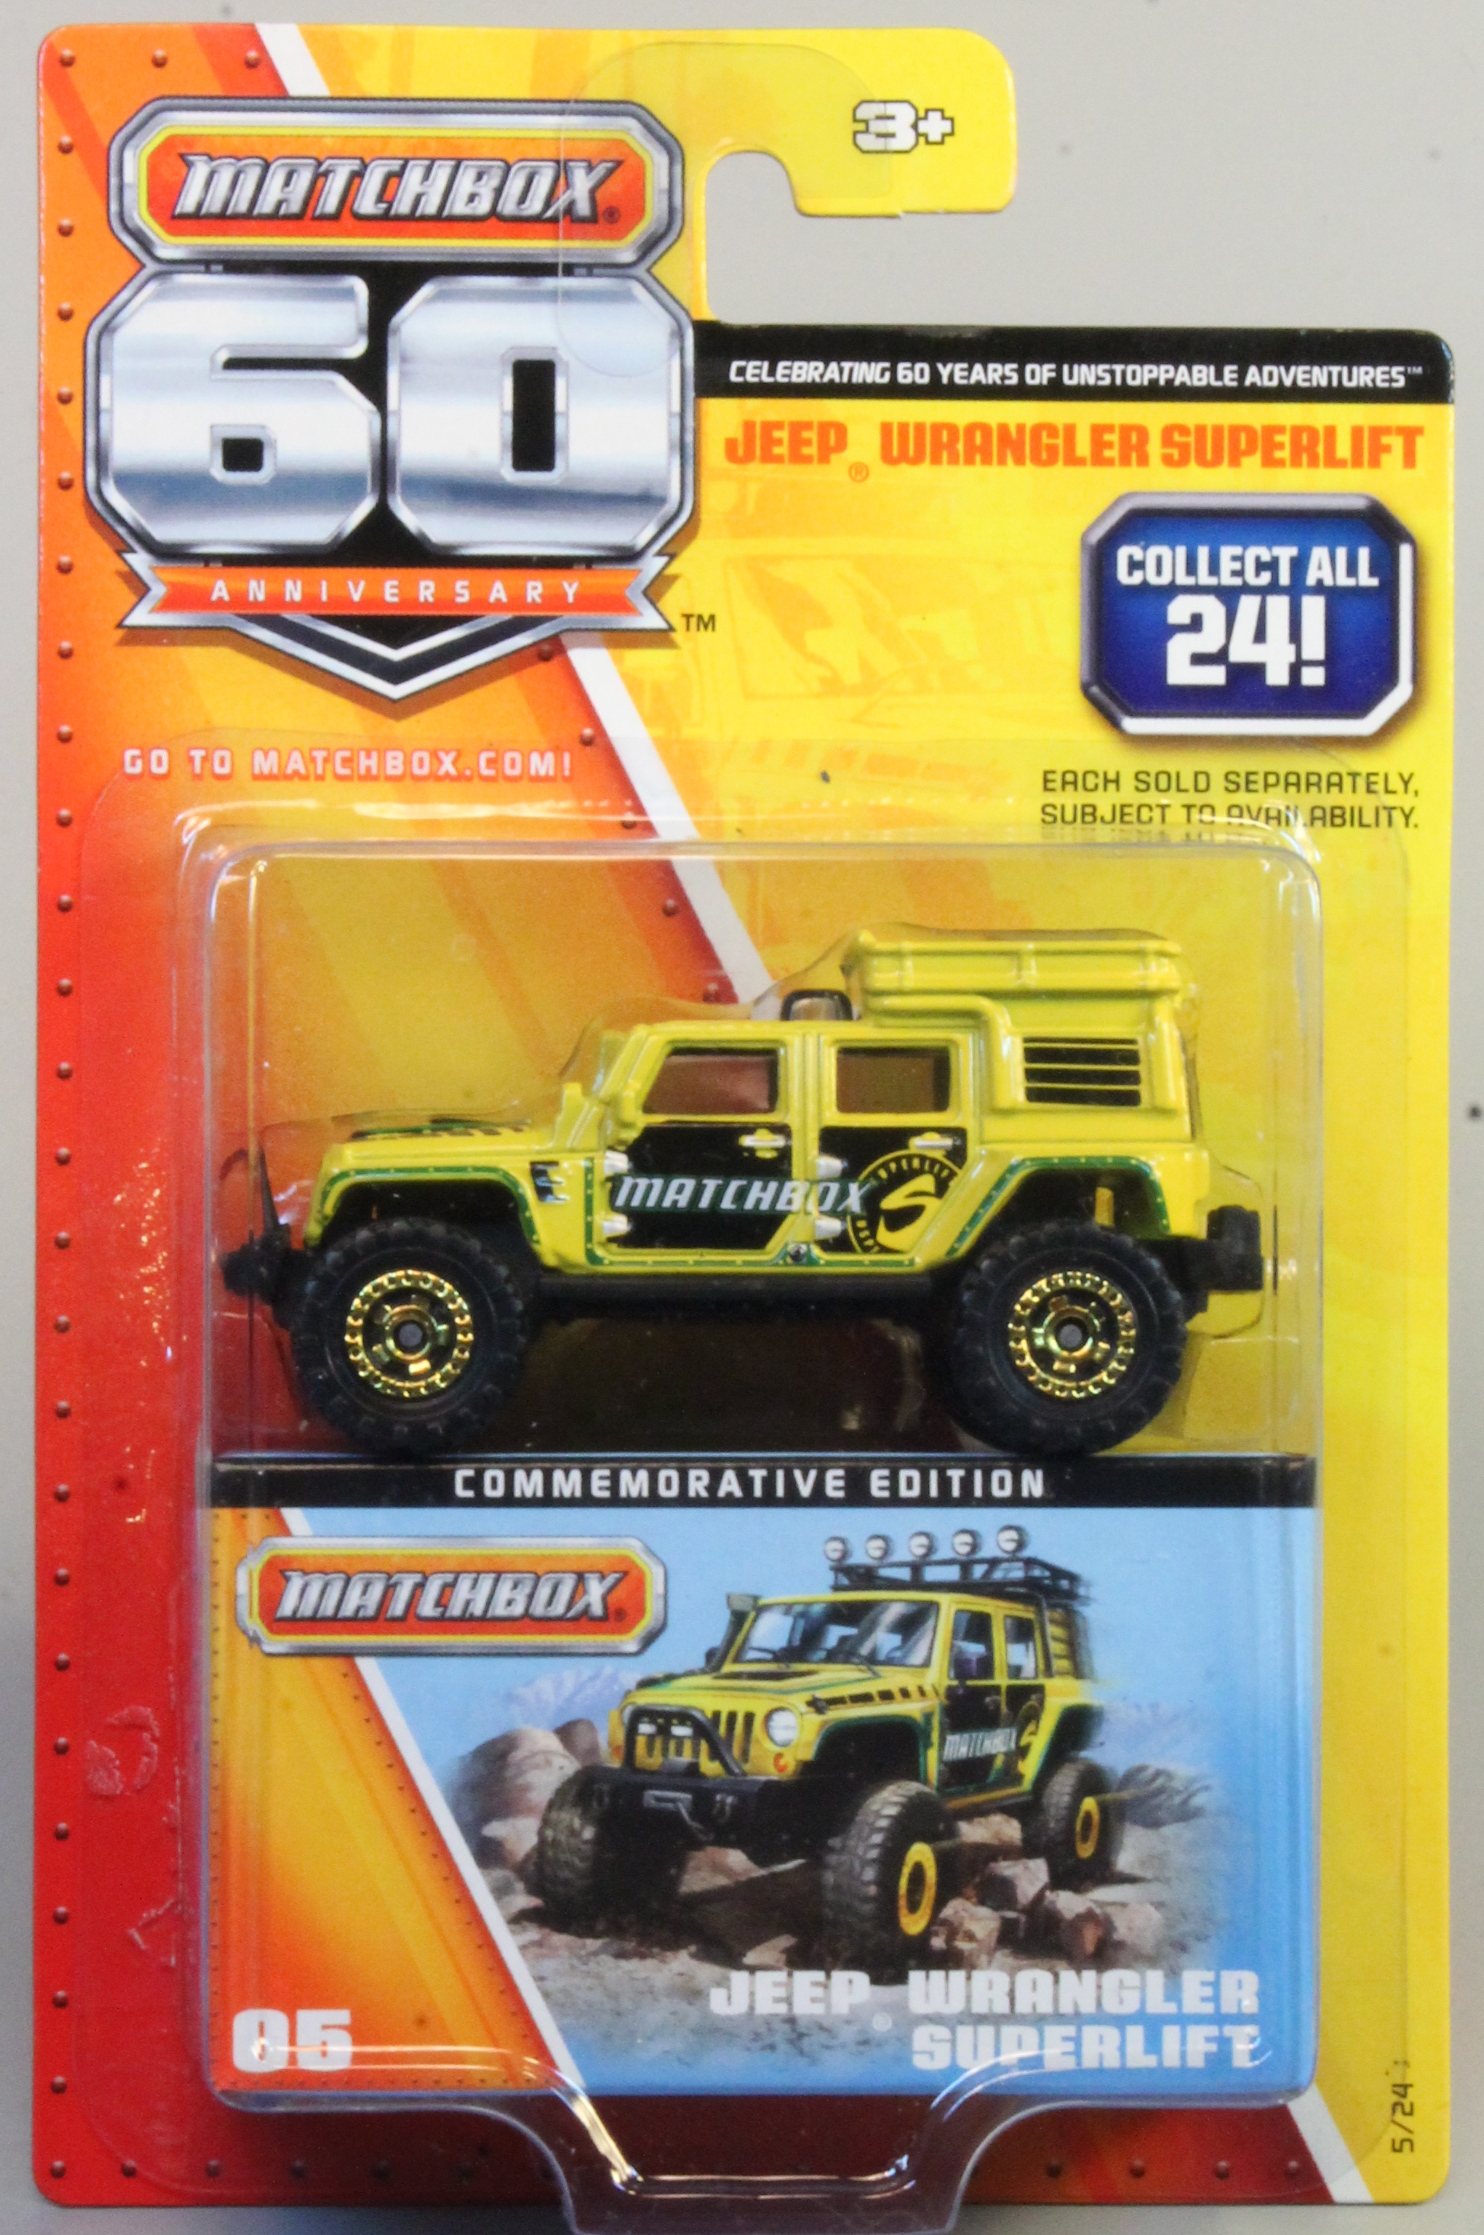 3+
MATCHBOX®
60
ANNIVERSARY
™
CELEBRATING 60 YEARS OF UNSTOPPABLE ADVENTURES™
JEEP® WRANGLER SUPERLIFT
COLLECT ALL
24!
GO TO MATCHBOX.COM!
EACH SOLD SEPARATELY,
SUBJECT TO AVAILABILITY.
SUPERLIFT
MATCHBOX
S
COMMEMORATIVE EDITION
MATCHBOX®
MATCHBOX
JEEP® WRANGLER
SUPERLIFT
05
5/24